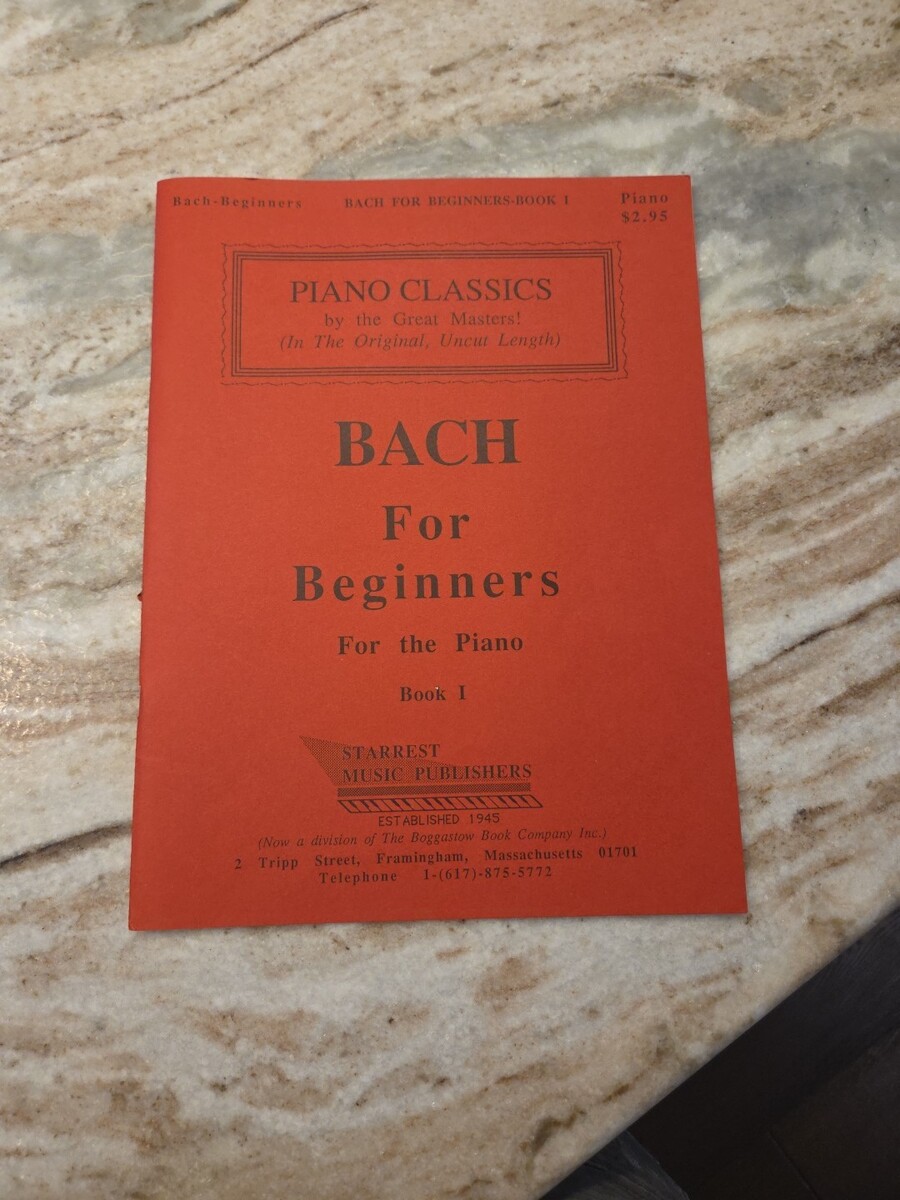 Bach-Beginners BACH FOR BEGINNERS-BOOK I Piano
$2.95
PIANO CLASSICS
by the Great Masters!
(In The Original, Uncut Length)
BACH
For
Beginners
For the Piano
Book I
STARREST
MUSIC PUBLISHERS
ESTABLISHED 1945
(Now a division of The Boggastow Book Company Inc.)
2 Tripp Street, Framingham, Massachusetts 01701
Telephone 1-(617)-875-5772